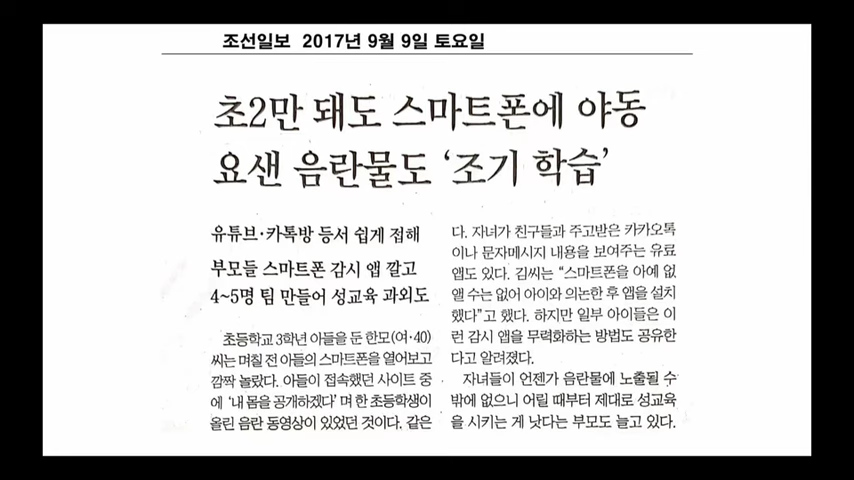 조선일보 2017년 9월 9일 토요일
초2만 돼도 스마트폰에 야동
요샌 음란물도 ‘조기 학습’
유튜브·카톡방 등서 쉽게 접해
부모들 스마트폰 감시 앱 깔고
4~5명 팀 만들어 성교육 과외도
초등학교 3학년 아들을 둔 한모(여·40)
씨는 며칠 전 아들의 스마트폰을 열어보고
깜짝 놀랐다. 아들이 접속했던 사이트 중
에 ‘내 몸을 공개하겠다’며 한 초등학생이
올린 음란 동영상이 있었던 것이다. 같은
다. 자녀가 친구들과 주고받은 카카오톡
이나 문자메시지 내용을 보여주는 유료
앱도 있다. 김씨는 “스마트폰을 아예 없
앨 수는 없어 아이와 의논한 후 앱을 설치
했다”고 했다. 하지만 일부 아이들은 이
런 감시 앱을 무력화하는 방법도 공유한
다고 알려졌다.
자녀들이 언젠가 음란물에 노출될 수
밖에 없으니 어릴 때부터 제대로 성교육
을 시키는 게 낫다는 부모도 늘고 있다.